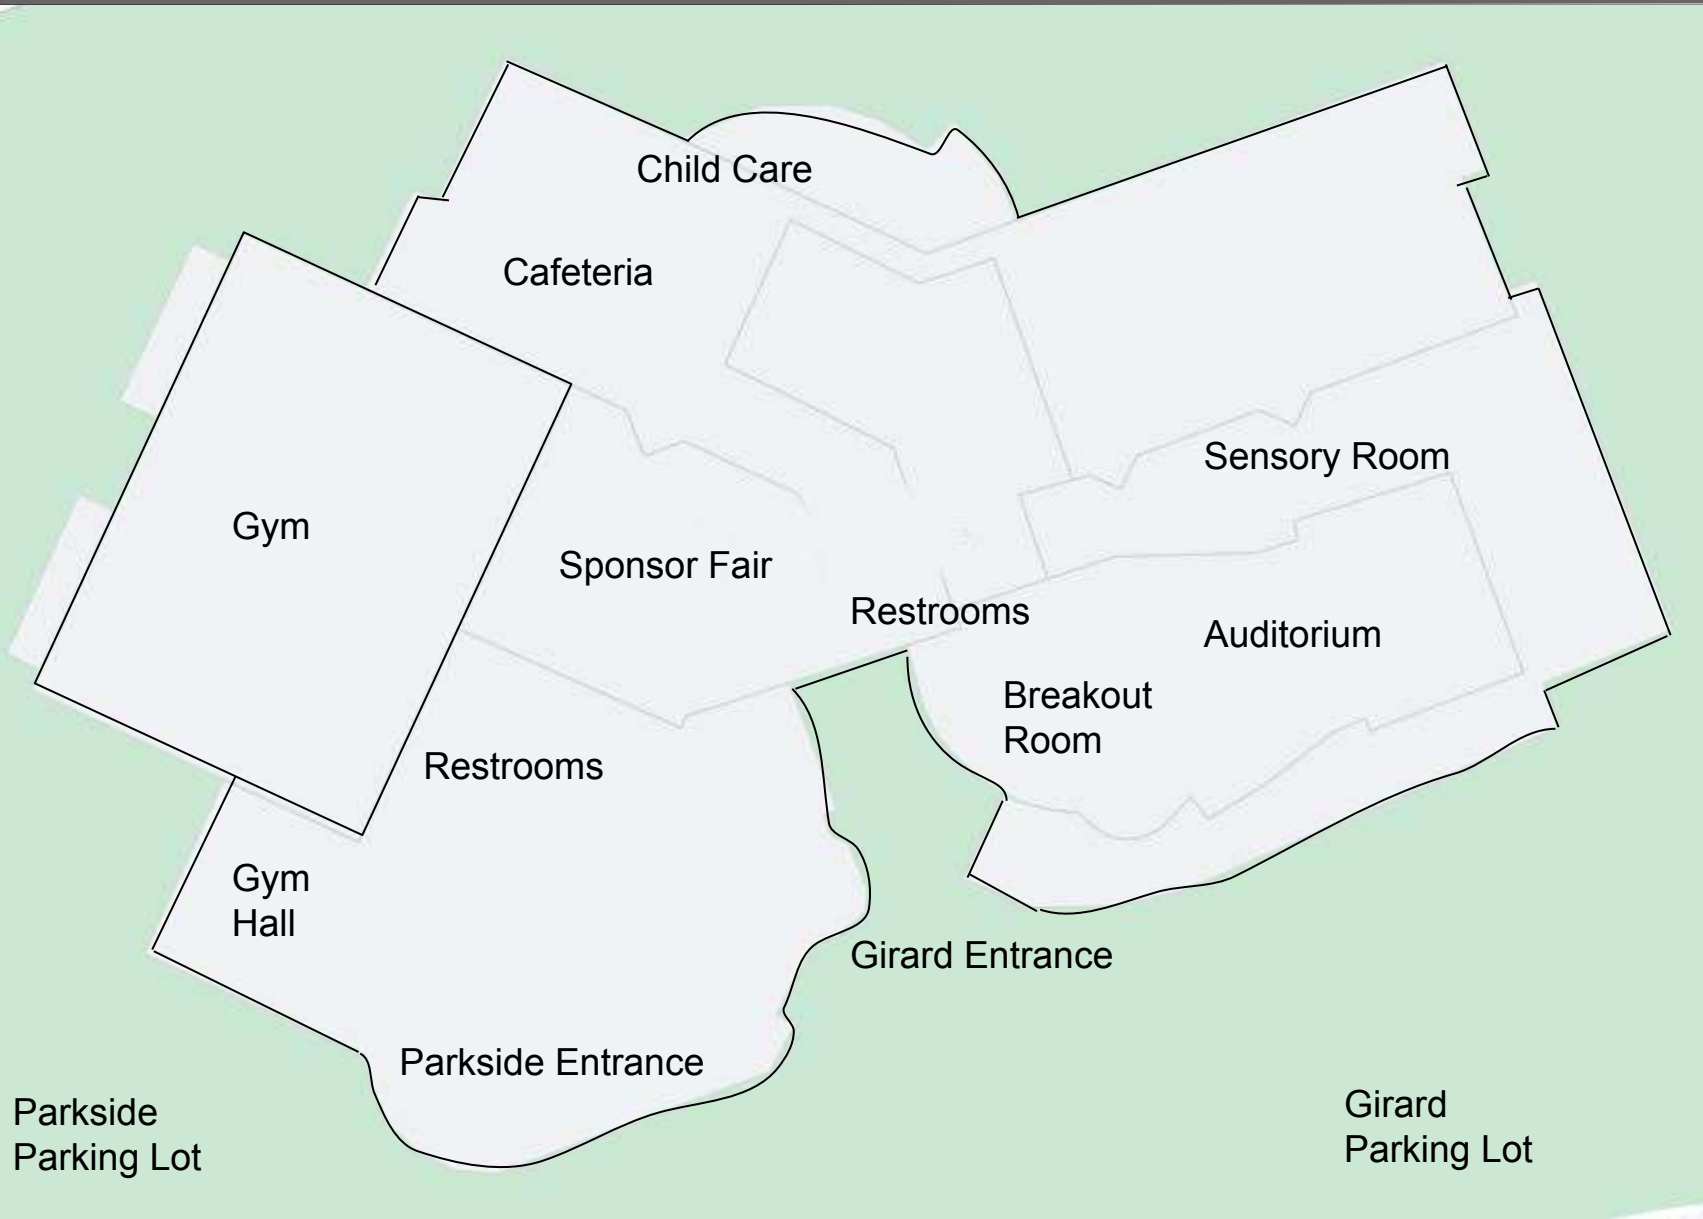 Child Care
Cafeteria
Sensory Room
Gym
Sponsor Fair
Restrooms
Auditorium
Breakout
Room
Restrooms
Gym
Hall
Girard Entrance
Parkside Entrance
Parkside
Parking Lot
Girard
Parking Lot